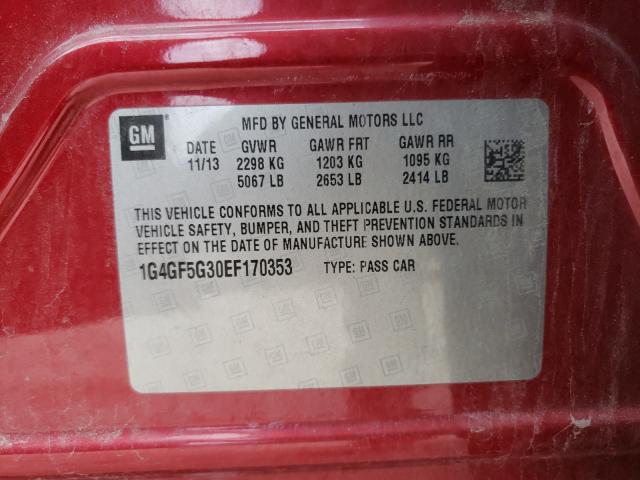 GM
MFD BY GENERAL MOTORS LLC
DATE GVWR GAWR FRT GAWR RR
11/13 2298 KG 1203 KG 1095 KG
5067 LB 2653 LB 2414 LB
THIS VEHICLE CONFORMS TO ALL APPLICABLE U.S. FEDERAL MOTOR
VEHICLE SAFETY, BUMPER, AND THEFT PREVENTION STANDARDS IN
EFFECT ON THE DATE OF MANUFACTURE SHOWN ABOVE.
1G4GF5G30EF170353 TYPE: PASS CAR